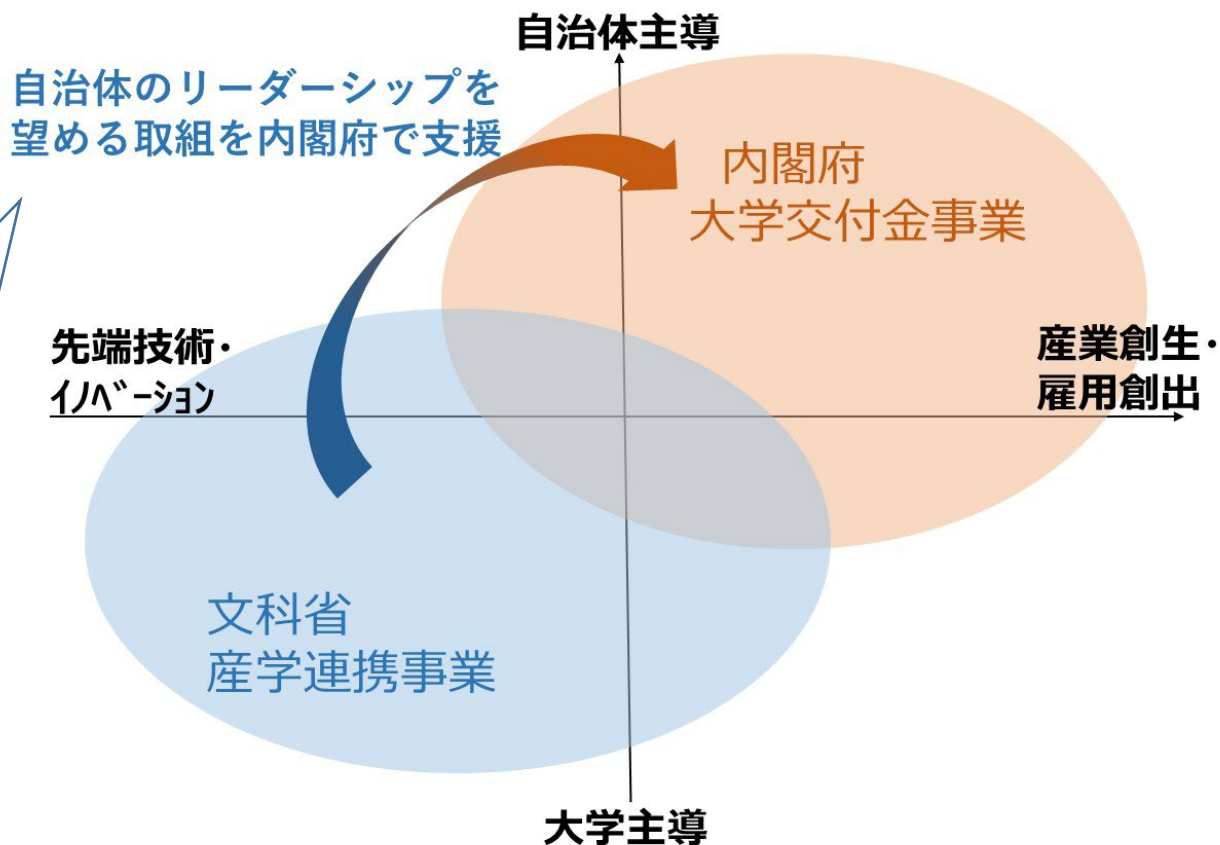 自治体主導
自治体のリーダーシップを
望める取組を内閣府で支援
内閣府
大学交付金事業
先端技術・
ｲﾉﾍﾞｰｼｮﾝ
産業創生・
雇用創出
文科省
産学連携事業
大学主導